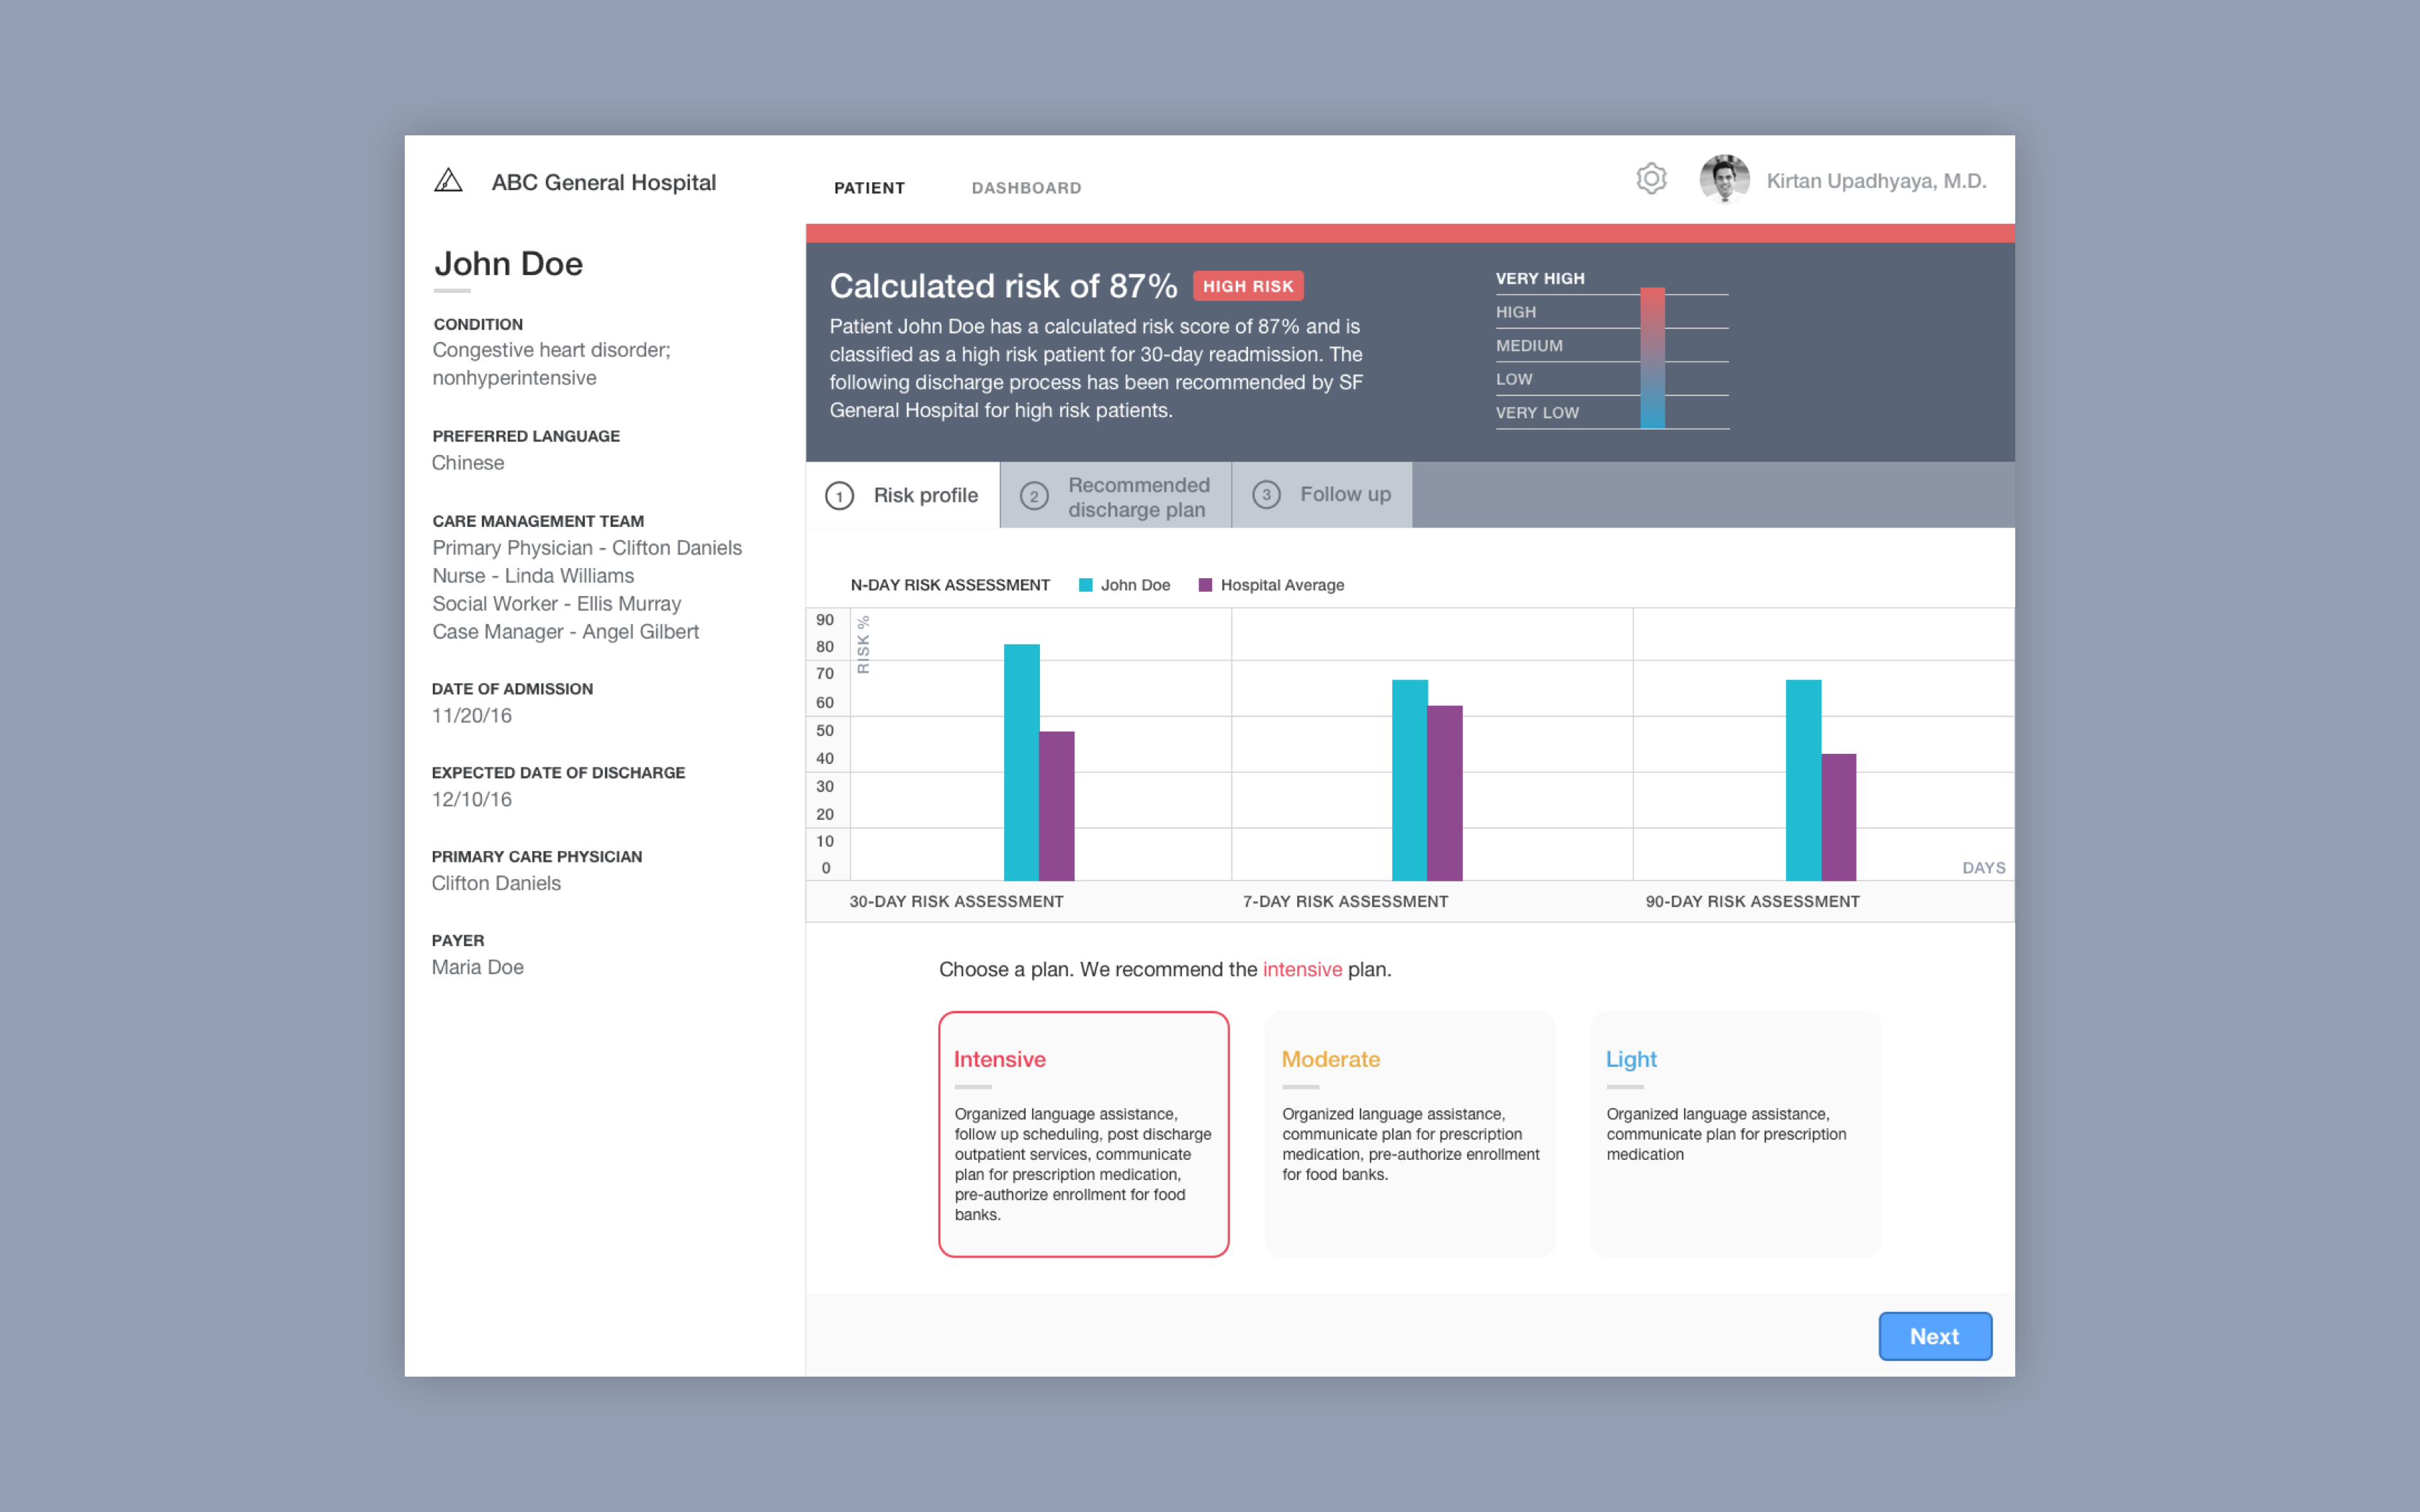 ABC General Hospital
PATIENT
DASHBOARD
Kirtan Upadhyaya, M.D.
John Doe
CONDITION
Congestive heart disorder;
nonhyperintensive
PREFERRED LANGUAGE
Chinese
CARE MANAGEMENT TEAM
Primary Physician - Clifton Daniels
Nurse - Linda Williams
Social Worker - Ellis Murray
Case Manager - Angel Gilbert
DATE OF ADMISSION
11/20/16
EXPECTED DATE OF DISCHARGE
12/10/16
PRIMARY CARE PHYSICIAN
Clifton Daniels
PAYER
Maria Doe
Calculated risk of 87%
HIGH RISK
Patient John Doe has a calculated risk score of 87% and is
classified as a high risk patient for 30-day readmission. The
following discharge process has been recommended by SF
General Hospital for high risk patients.
VERY HIGH
HIGH
MEDIUM
LOW
VERY LOW
1 Risk profile
2 Recommended
discharge plan
3 Follow up
N-DAY RISK ASSESSMENT
John Doe
Hospital Average
90
80
70
60
50
40
30
20
10
0
RISK %
DAYS
30-DAY RISK ASSESSMENT
7-DAY RISK ASSESSMENT
90-DAY RISK ASSESSMENT
Choose a plan. We recommend the intensive plan.
Intensive
Organized language assistance,
follow up scheduling, post discharge
outpatient services, communicate
plan for prescription medication,
pre-authorize enrollment for food
banks.
Moderate
Organized language assistance,
communicate plan for prescription
medication, pre-authorize enrollment
for food banks.
Light
Organized language assistance,
communicate plan for prescription
medication
Next